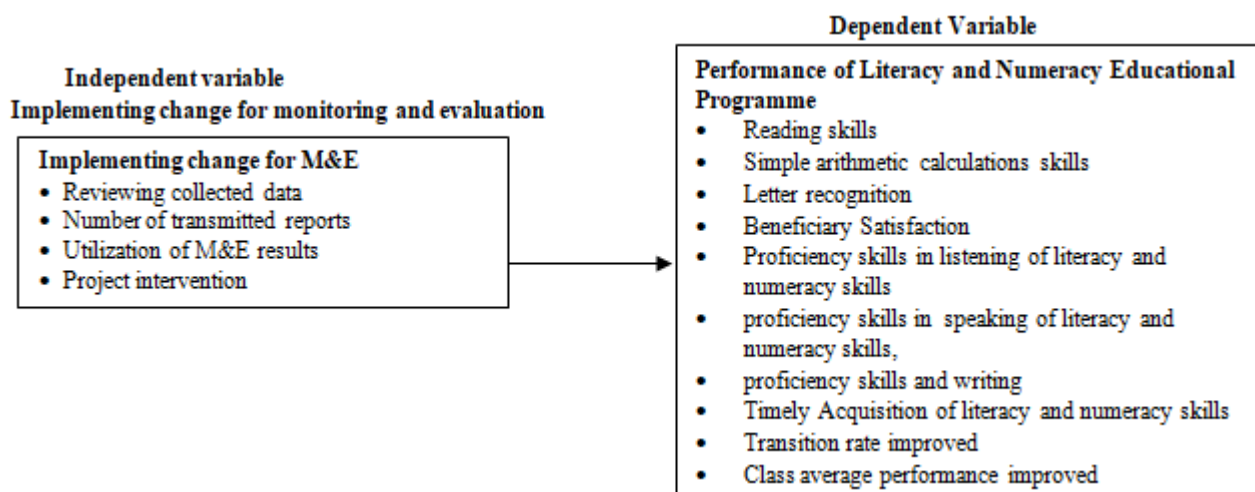 Independent variable
Implementing change for monitoring and evaluation
Implementing change for M&E
• Reviewing collected data
• Number of transmitted reports
• Utilization of M&E results
• Project intervention
Dependent Variable
Performance of Literacy and Numeracy Educational
Programme
• Reading skills
• Simple arithmetic calculations skills
• Letter recognition
• Beneficiary Satisfaction
• Proficiency skills in listening of literacy and
numeracy skills
• proficiency skills in speaking of literacy and
numeracy skills,
• proficiency skills and writing
• Timely Acquisition of literacy and numeracy skills
• Transition rate improved
• Class average performance improved